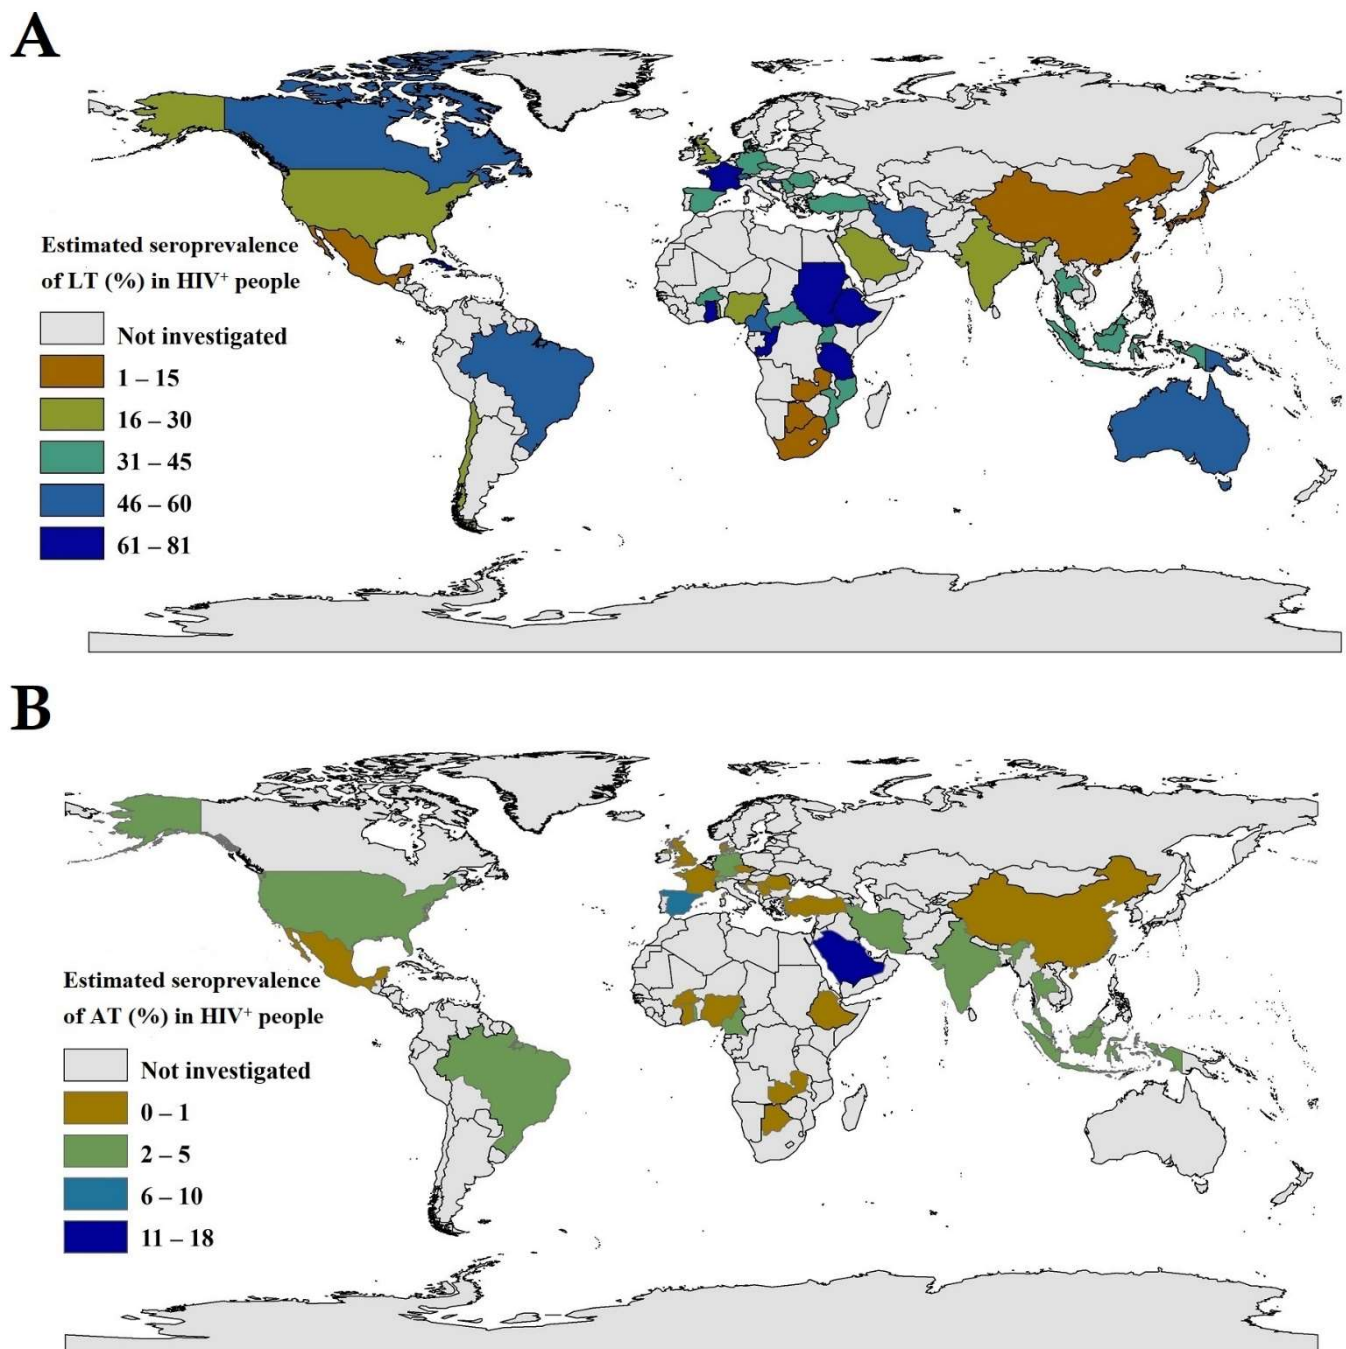 A
Estimated seroprevalence
of LT (%) in HIV⁺ people
Not investigated
1 – 15
16 – 30
31 – 45
46 – 60
61 – 81
B
Estimated seroprevalence
of AT (%) in HIV⁺ people
Not investigated
0 – 1
2 – 5
6 – 10
11 – 18